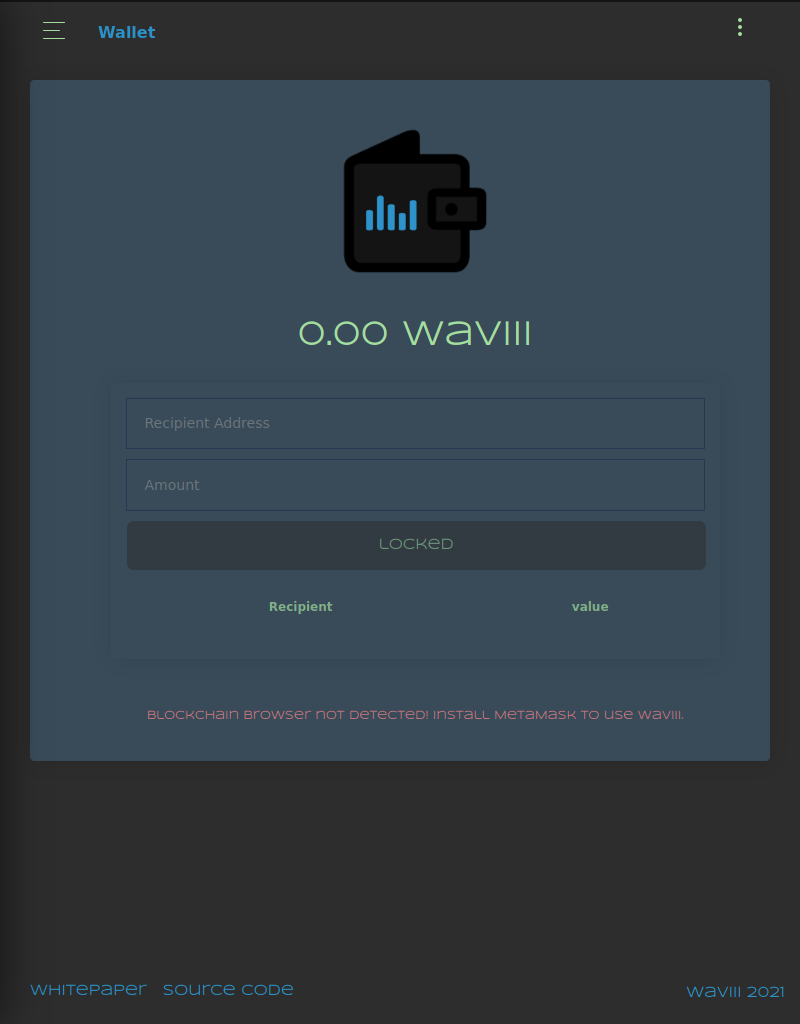 Wallet
0.00 WAVIII
Recipient Address
Amount
Locked
Recipient value
Blockchain Browser not detected! Install MetaMask to use WAVIII.
Whitepaper Source Code
WAVIII 2021